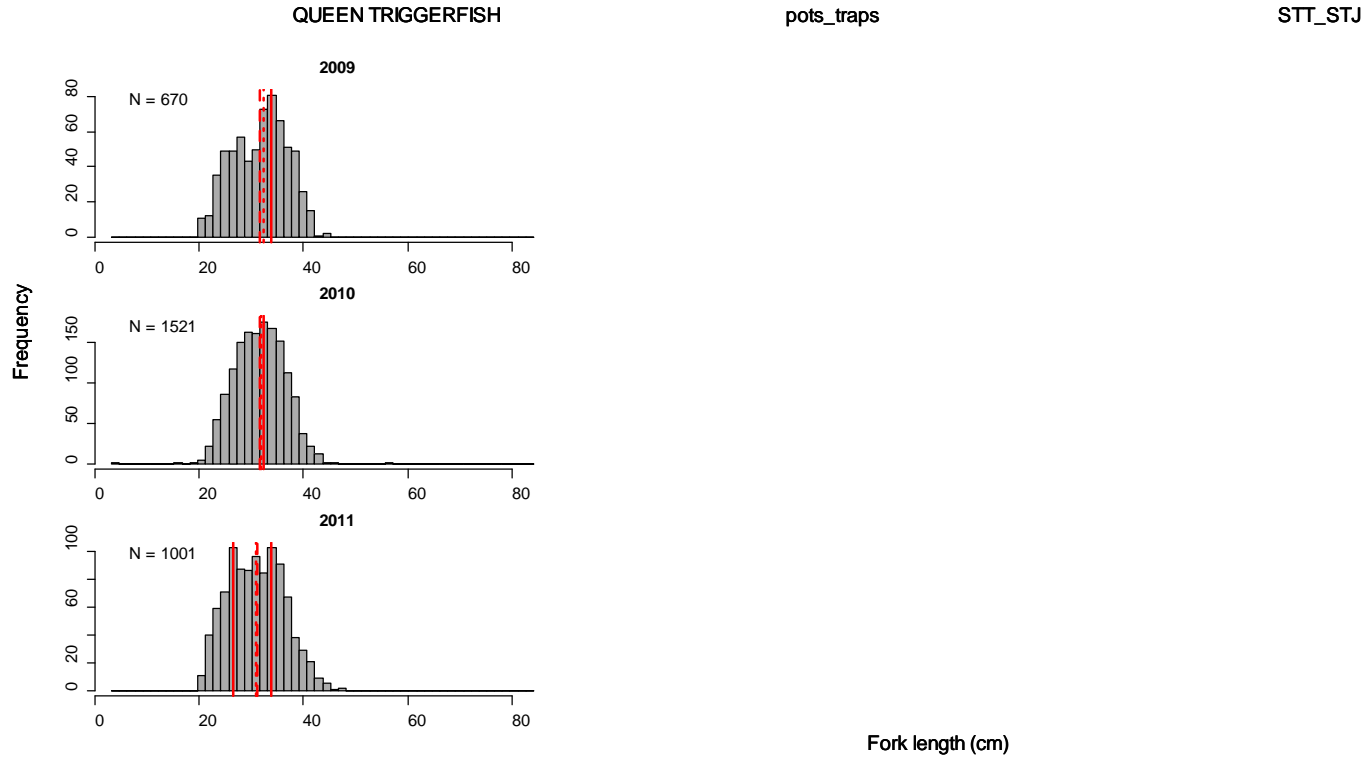 QUEEN TRIGGERFISH pots_traps STT_STJ
2009
N = 670
80
60
40
20
0
0 20 40 60 80
Frequency
2010
N = 1521
150
100
50
0
0 20 40 60 80
2011
N = 1001
100
60
20
0
0 20 40 60 80
Fork length (cm)